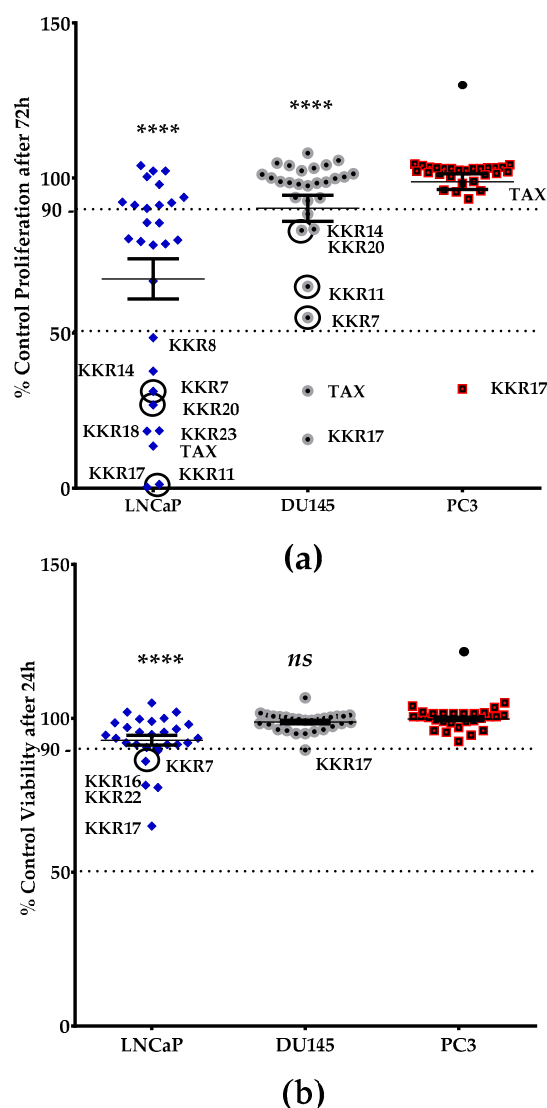 150
% Control Proliferation after 72h
****
****
100
TAX
90
KKR14
KKR20
KKR11
KKR7
50
KKR8
KKR14
KKR7
TAX
KKR17
KKR20
KKR18
KKR23
KKR17
TAX
KKR17
KKR11
0
LNCaP DU145 PC3
(a)
150
% Control Viability after 24h
****
ns
100
90
KKR7
KKR17
KKR16
KKR22
KKR17
50
0
LNCaP DU145 PC3
(b)